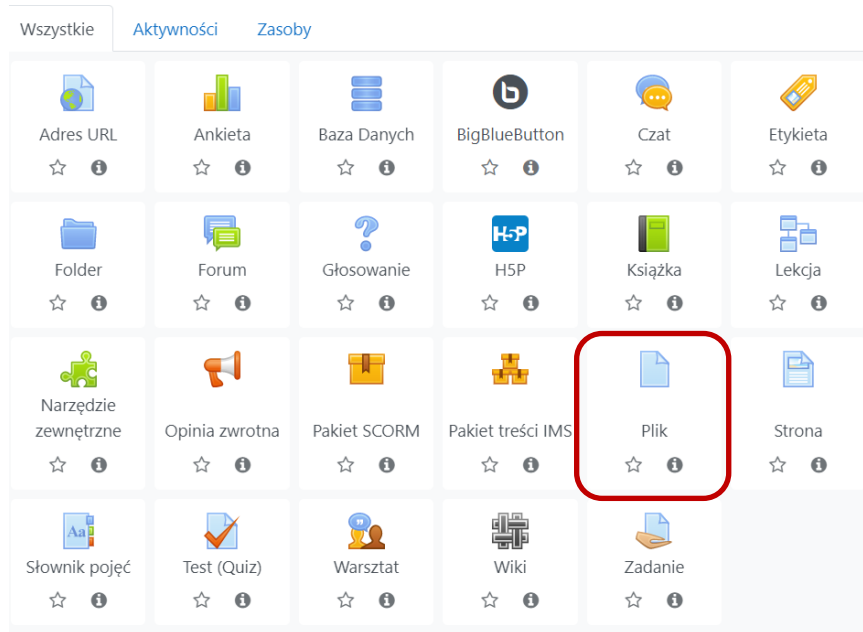 Wszystkie Aktywności Zasoby
Adres URL Ankieta Baza Danych BigBlueButton Czat Etykieta
Folder Forum Głosowanie H5P Książka Lekcja
Narzędzie
zewnętrzne Opinia zwrotna Pakiet SCORM Pakiet treści IMS Plik Strona
Słownik pojęć Test (Quiz) Warsztat Wiki Zadanie